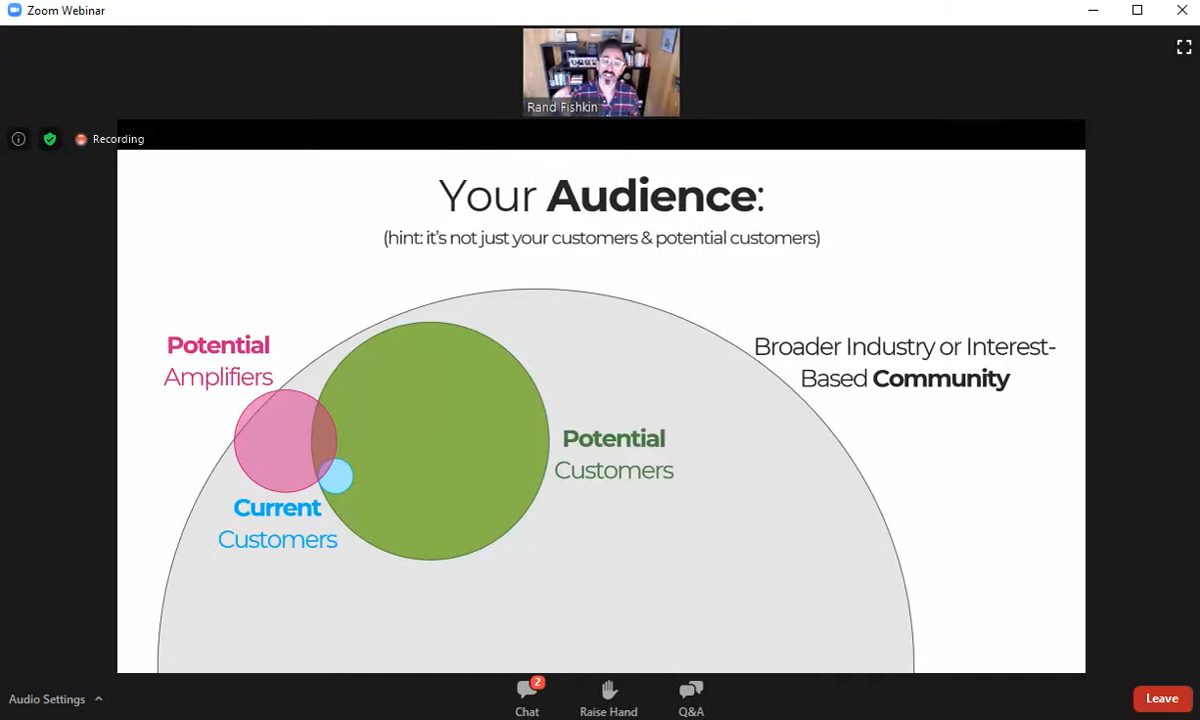 Zoom Webinar
Rand Fishkin
Recording
Your Audience:
(hint: it's not just your customers & potential customers)
Potential
Amplifiers
Broader Industry or Interest-
Based Community
Potential
Customers
Current
Customers
Audio Settings
2
Chat
Raise Hand
Q&A
Leave